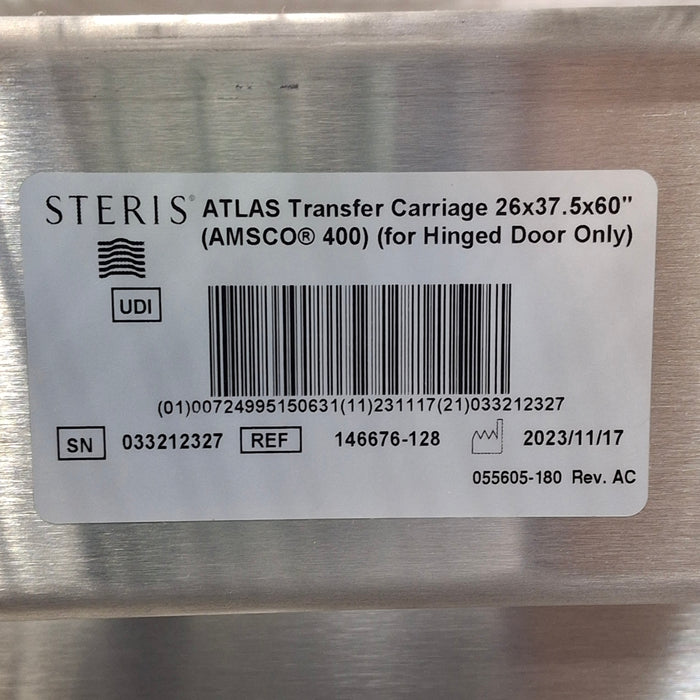 STERIS® ATLAS Transfer Carriage 26x37.5x60"
(AMSCO® 400) (for Hinged Door Only)
UDI
(01)00724995150631(11)231117(21)033212327
SN 033212327 REF 146676-128 2023/11/17
055605-180 Rev. AC